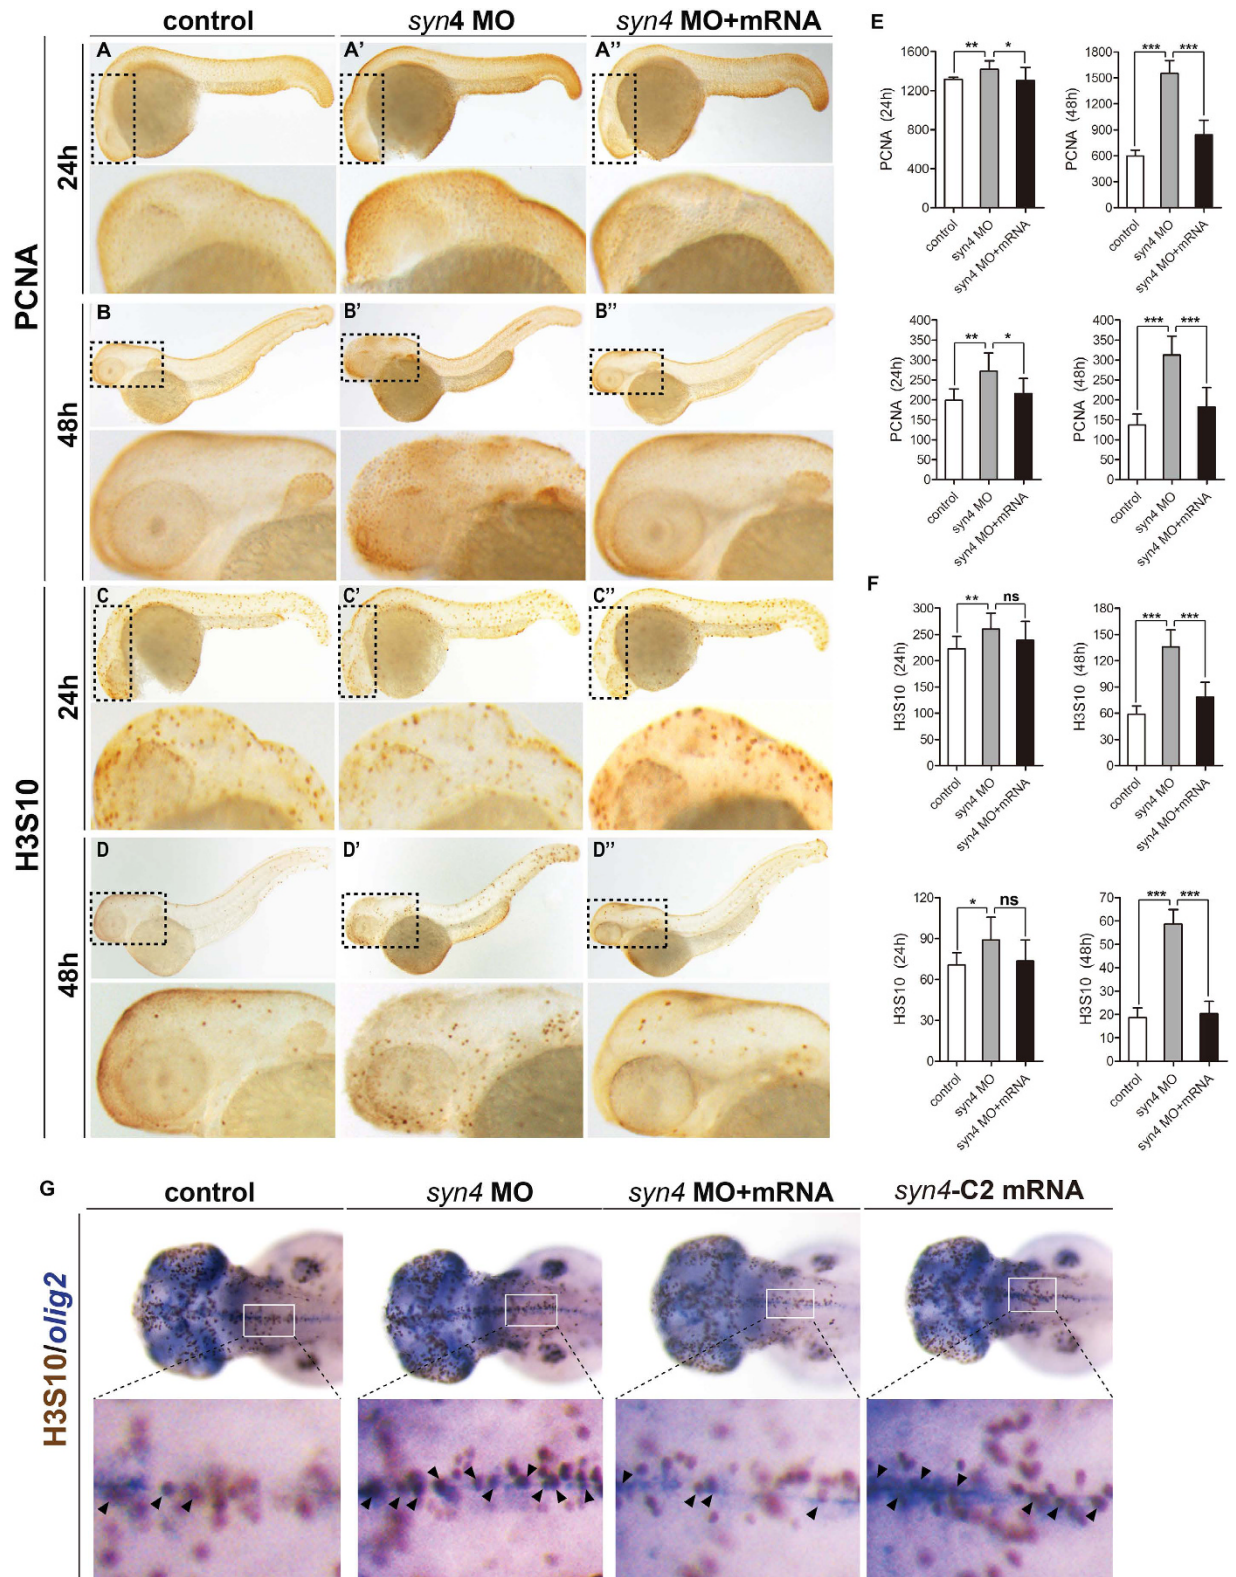 control syn4 MO syn4 MO+mRNA
PCNA
24h
A A' A''
48h
B B' B''
H3S10
24h
C C' C''
48h
D D' D''
E
PCNA (24h)
1600
1200
800
400
0
** *
control syn4 MO syn4 MO+mRNA
PCNA (48h)
1800
1500
1200
900
600
300
0
*** ***
control syn4 MO syn4 MO+mRNA
PCNA (24h)
400
350
300
250
200
150
100
50
0
** *
control syn4 MO syn4 MO+mRNA
PCNA (48h)
400
350
300
250
200
150
100
50
0
*** ***
control syn4 MO syn4 MO+mRNA
F
H3S10 (24h)
300
250
200
150
100
50
0
** ns
control syn4 MO syn4 MO+mRNA
H3S10 (48h)
180
150
120
90
60
30
0
*** ***
control syn4 MO syn4 MO+mRNA
H3S10 (24h)
120
90
60
30
0
* ns
control syn4 MO syn4 MO+mRNA
H3S10 (48h)
70
60
50
40
30
20
10
0
*** ***
control syn4 MO syn4 MO+mRNA
G
control syn4 MO syn4 MO+mRNA syn4-C2 mRNA
H3S10/olig2